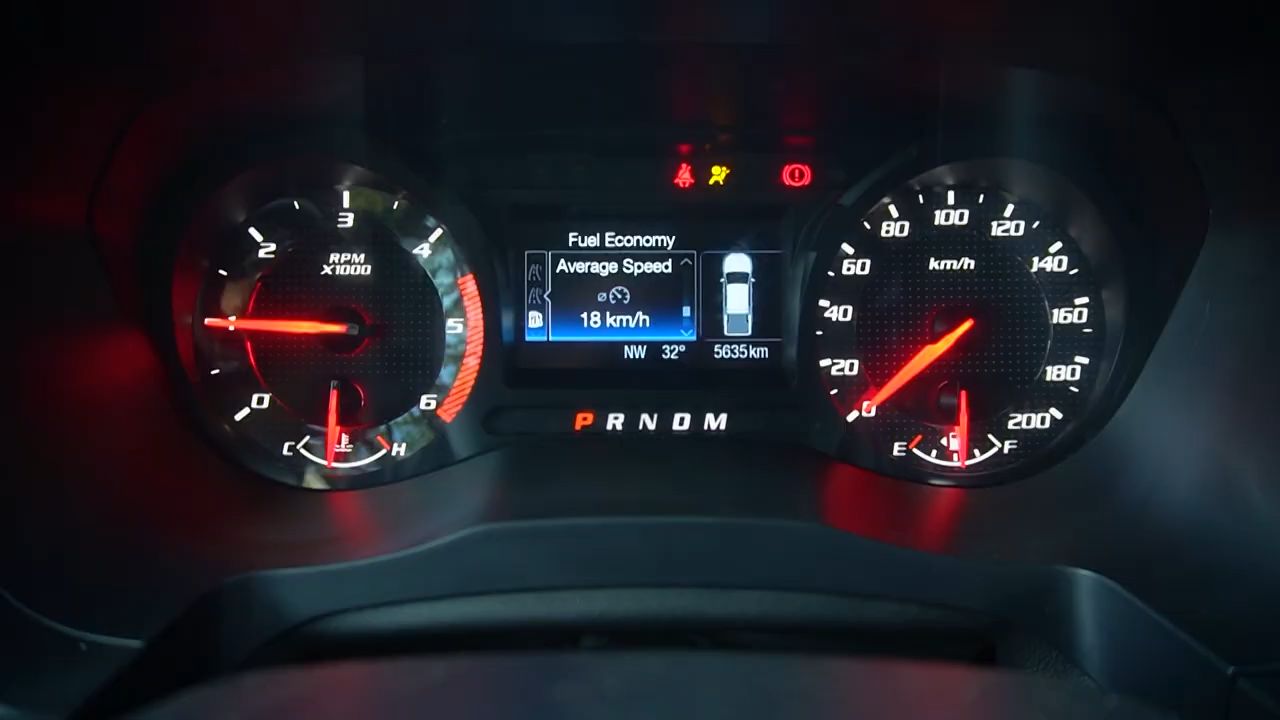 RPM
X1000
0
1
2
3
4
5
6
C H
Fuel Economy
Average Speed
18 km/h
NW 32° 5635km
P R N D M
km/h
0
20
40
60
80
100
120
140
160
180
200
E F